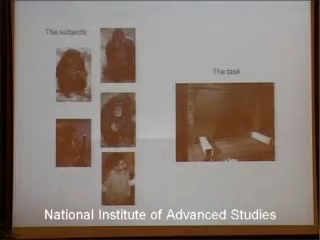 The subjects
The task
National Institute of Advanced Studies